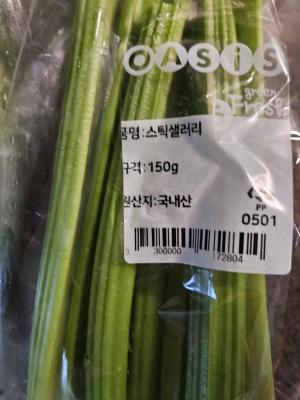 OASIS
green
Fresh
품명:스틱샐러리
규격:150g
원산지:국내산
PP
0501
300000 172804